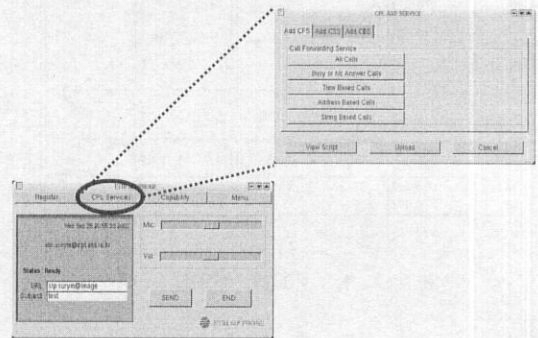 CPL ADD SERVICE
Add CFS Add CSS Add CBS
Call Forwarding Service
All Calls
Busy or No Answer Calls
Time Based Calls
Address Based Calls
String Based Calls
View Script Upload Cancel
Register CPL Services Capability Menu
Mic:
Vol:
Status : Ready
URL
Subject test
SEND END
SIP PHONE